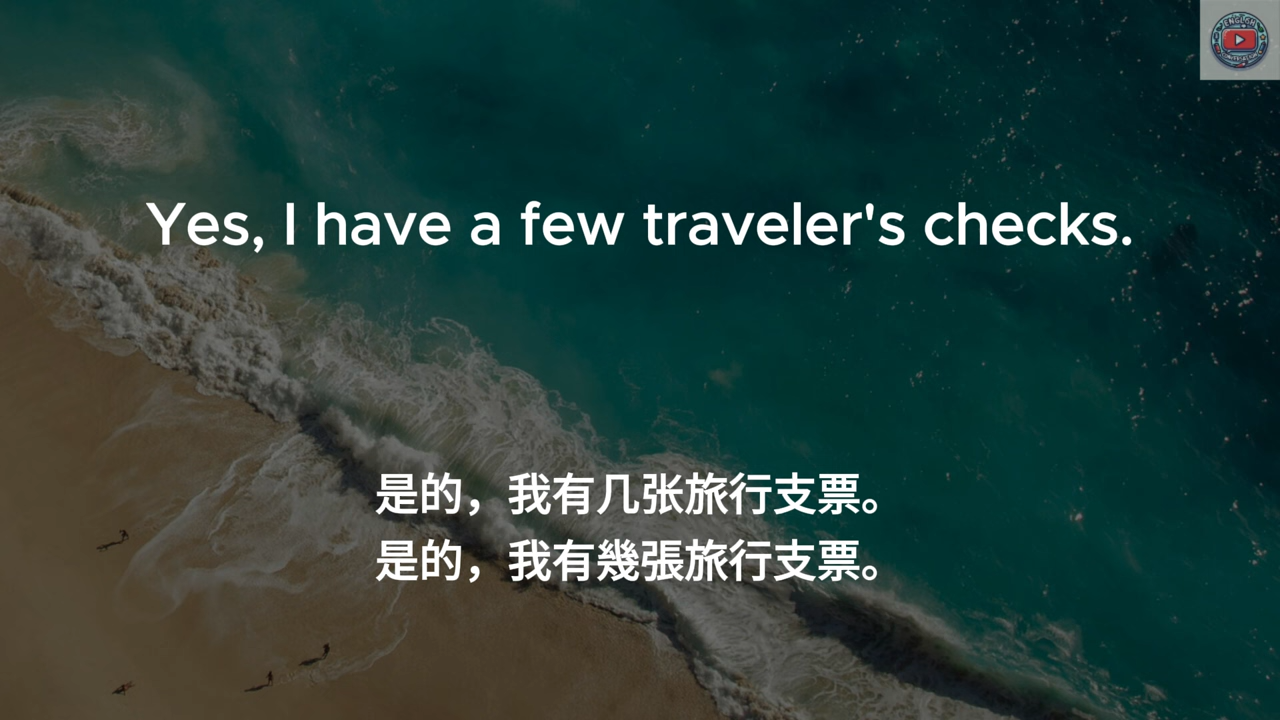 ENGLISH
Yes, I have a few traveler's checks.
是的，我有几张旅行支票。
是的，我有幾張旅行支票。